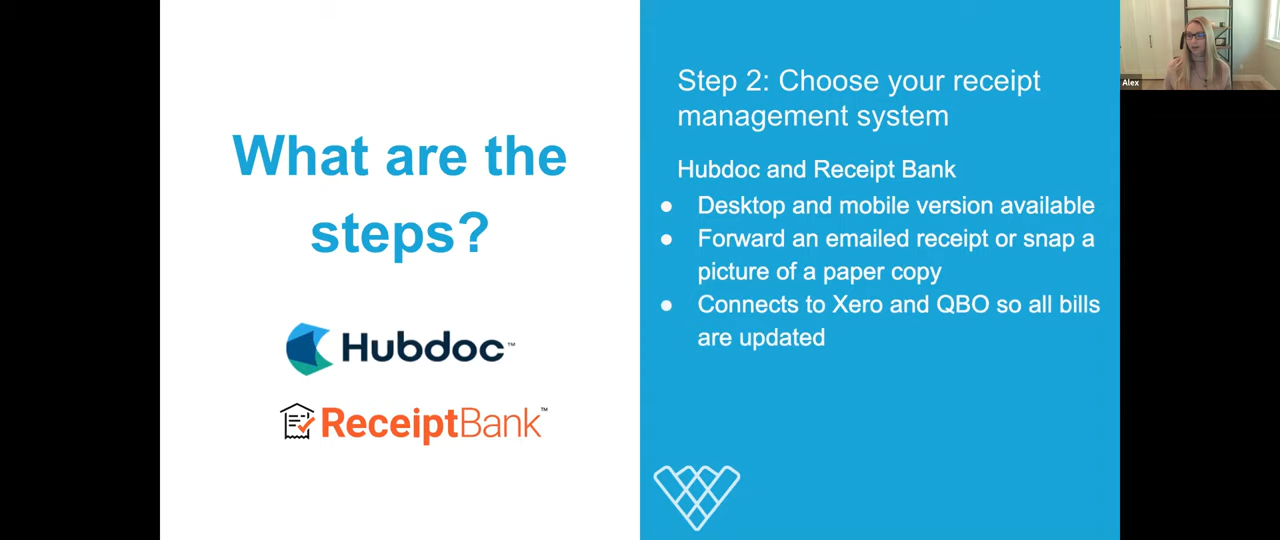 What are the
steps?
Hubdoc™
ReceiptBank™
Step 2: Choose your receipt
management system
Hubdoc and Receipt Bank
● Desktop and mobile version available
● Forward an emailed receipt or snap a
picture of a paper copy
● Connects to Xero and QBO so all bills
are updated
Alex